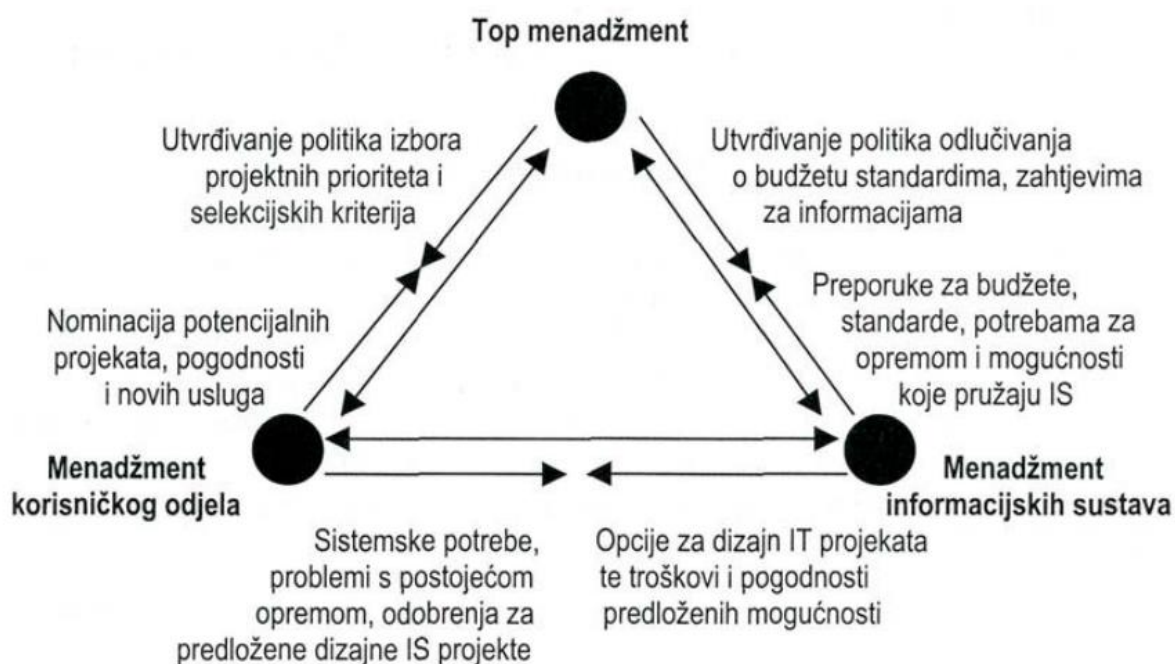 Top menadžment
Utvrđivanje politika izbora
projektnih prioriteta i
selekcijskih kriterija
Utvrđivanje politika odlučivanja
o budžetu standardima, zahtjevima
za informacijama
Nominacija potencijalnih
projekata, pogodnosti
i novih usluga
Preporuke za budžete,
standarde, potrebama za
opremom i mogućnosti
koje pružaju IS
Menadžment
korisničkog odjela
Menadžment
informacijskih sustava
Sistemske potrebe,
problemi s postojećom
opremom, odobrenja za
predložene dizajne IS projekte
Opcije za dizajn IT projekata
te troškovi i pogodnosti
predloženih mogućnosti